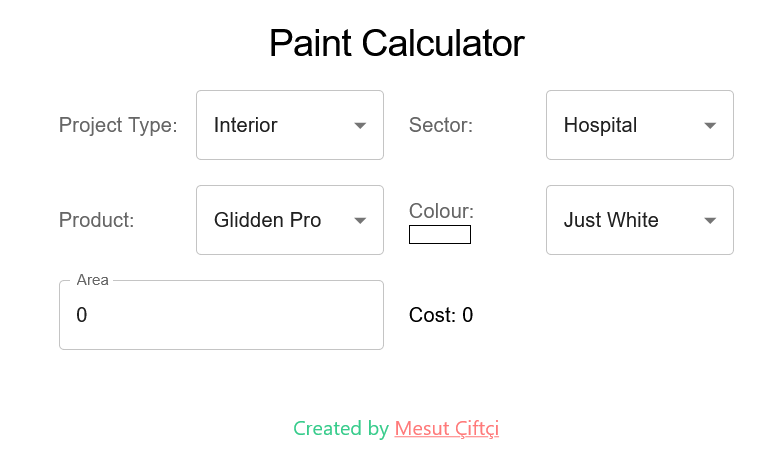 Paint Calculator
Project Type: Interior Sector: Hospital
Product: Glidden Pro Colour: Just White
Area
0 Cost: 0
Created by Mesut Çiftçi